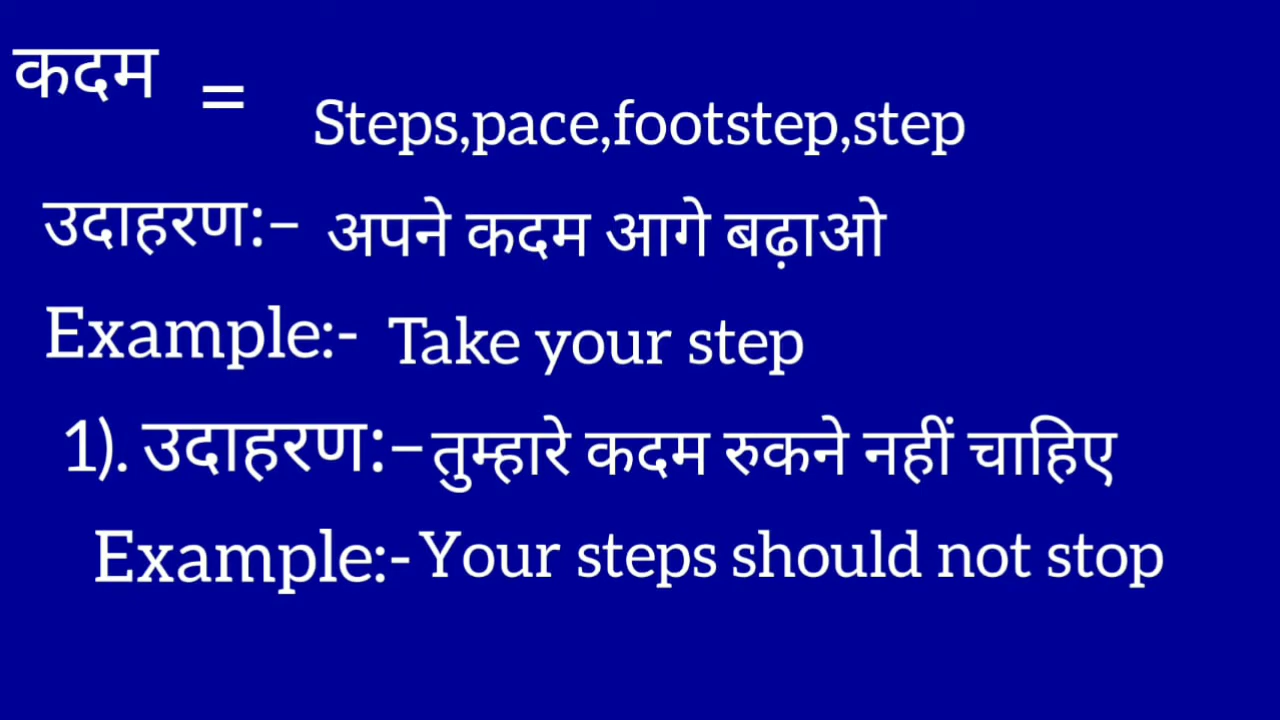 कदम = Steps,pace,footstep,step
उदाहरण:– अपने कदम आगे बढ़ाओ
Example:- Take your step
1). उदाहरण:–तुम्हारे कदम रुकने नहीं चाहिए
Example:-Your steps should not stop